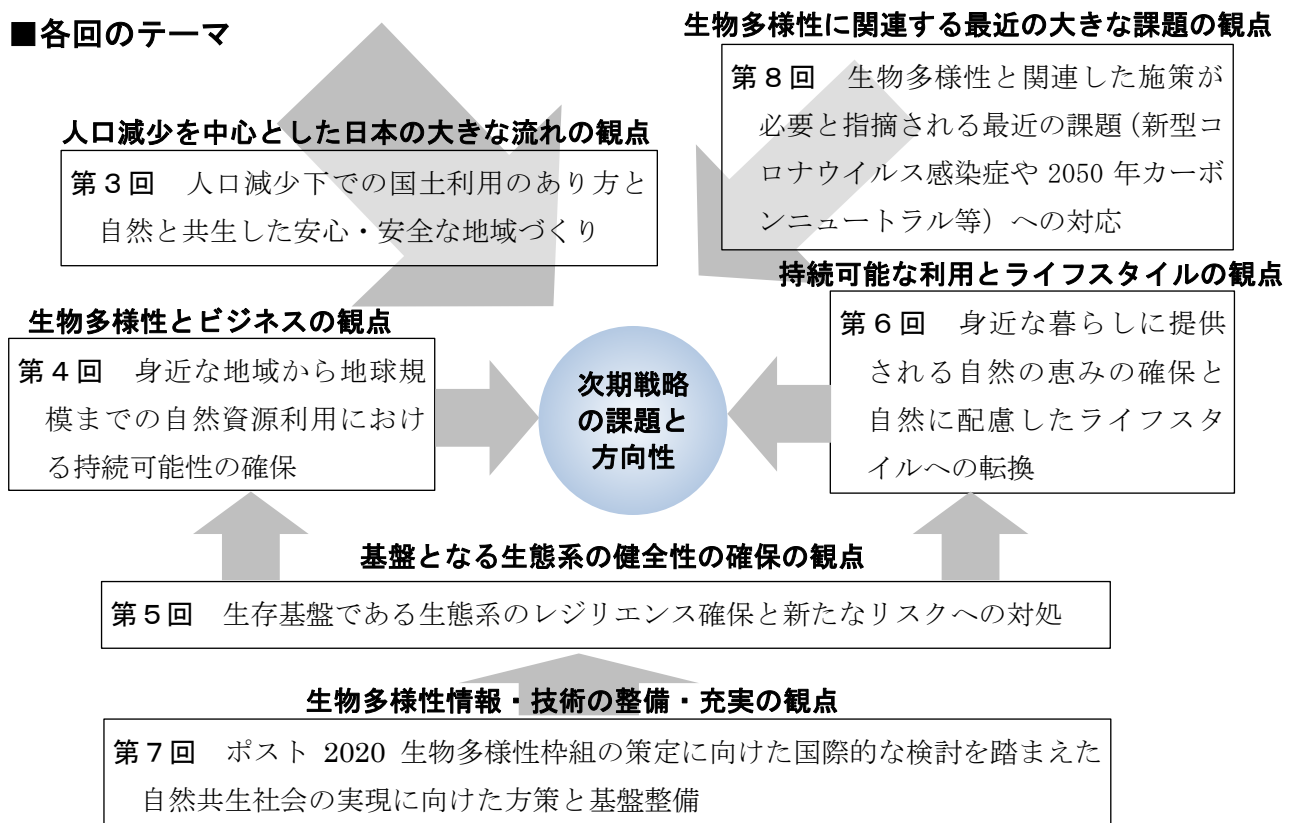 ■各回のテーマ
生物多様性に関連する最近の大きな課題の観点
第８回　生物多様性と関連した施策が
必要と指摘される最近の課題（新型コ
ロナウイルス感染症や 2050 年カーボ
ンニュートラル等）への対応
人口減少を中心とした日本の大きな流れの観点
第３回　人口減少下での国土利用のあり方と
自然と共生した安心・安全な地域づくり
持続可能な利用とライフスタイルの観点
第６回　身近な暮らしに提供
される自然の恵みの確保と
自然に配慮したライフスタ
イルへの転換
生物多様性とビジネスの観点
第４回　身近な地域から地球規
模までの自然資源利用におけ
る持続可能性の確保
次期戦略
の課題と
方向性
基盤となる生態系の健全性の確保の観点
第５回　生存基盤である生態系のレジリエンス確保と新たなリスクへの対処
生物多様性情報・技術の整備・充実の観点
第７回　ポスト 2020 生物多様性枠組の策定に向けた国際的な検討を踏まえた
自然共生社会の実現に向けた方策と基盤整備